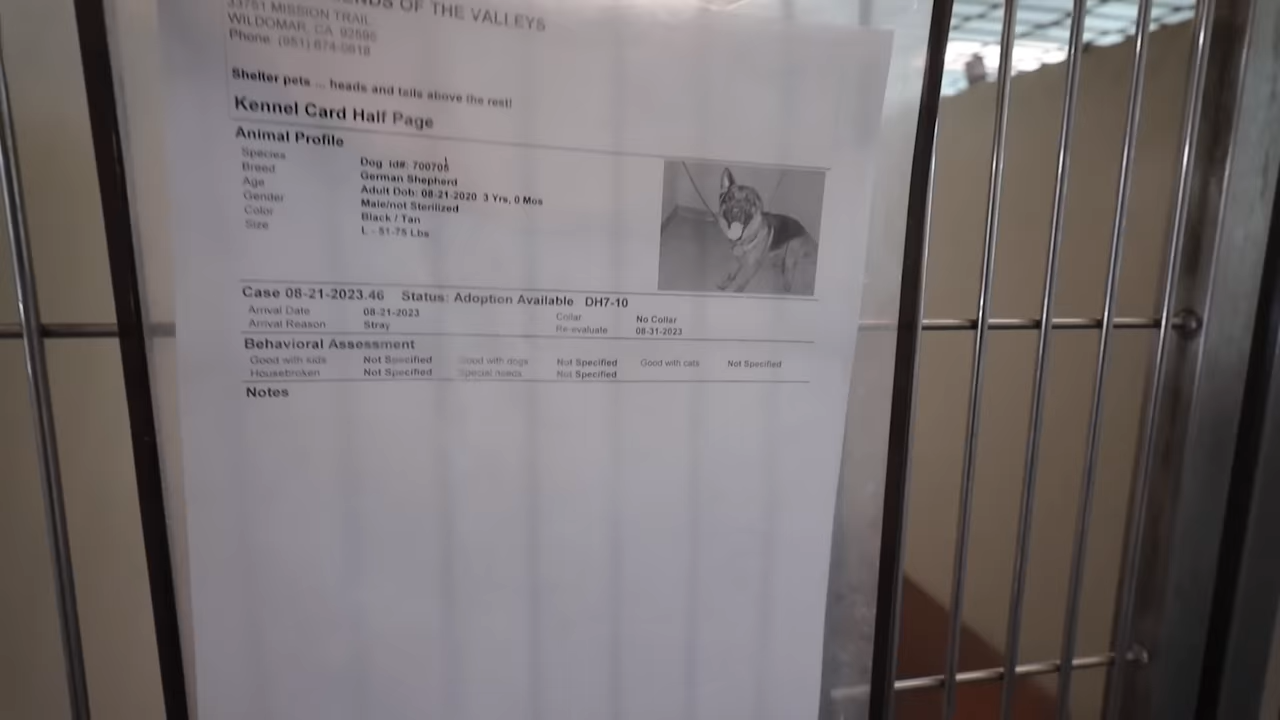 OF THE VALLEYS
33751 MISSION TRAIL
WILDOMAR, CA 92595
Phone: (951) 674-0618
Shelter pets ... heads and tails above the rest!
Kennel Card Half Page
Animal Profile
Species Dog Id#: 700708
Breed German Shepherd
Age Adult Dob: 08-21-2020 3 Yrs, 0 Mos
Gender Male/not Sterilized
Color Black / Tan
Size L - 51-75 Lbs
Case 08-21-2023.46 Status: Adoption Available DH7-10
Arrival Date 08-21-2023 Collar No Collar
Arrival Reason Stray Re-evaluate 08-31-2023
Behavioral Assessment
Good with kids Not Specified Good with dogs Not Specified Good with cats Not Specified
Housebroken Not Specified Special needs Not Specified
Notes